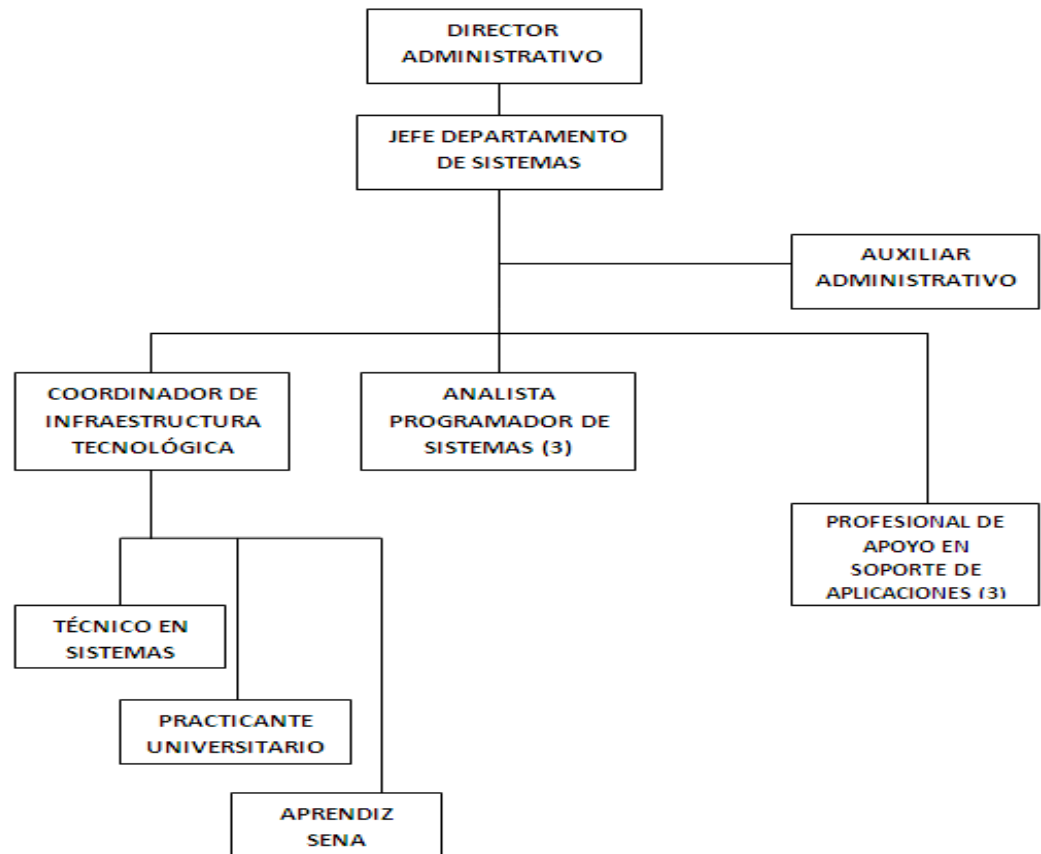 DIRECTOR
ADMINISTRATIVO
JEFE DEPARTAMENTO
DE SISTEMAS
AUXILIAR
ADMINISTRATIVO
COORDINADOR DE
INFRAESTRUCTURA
TECNOLÓGICA
ANALISTA
PROGRAMADOR DE
SISTEMAS (3)
PROFESIONAL DE
APOYO EN
SOPORTE DE
APLICACIONES (3)
TÉCNICO EN
SISTEMAS
PRACTICANTE
UNIVERSITARIO
APRENDIZ
SENA